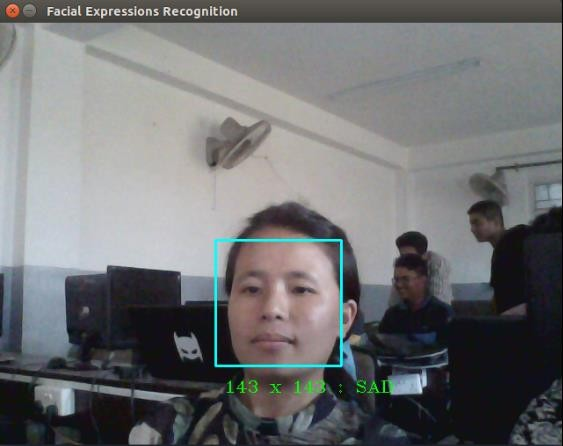 Facial Expressions Recognition
143 x 143 : SAD